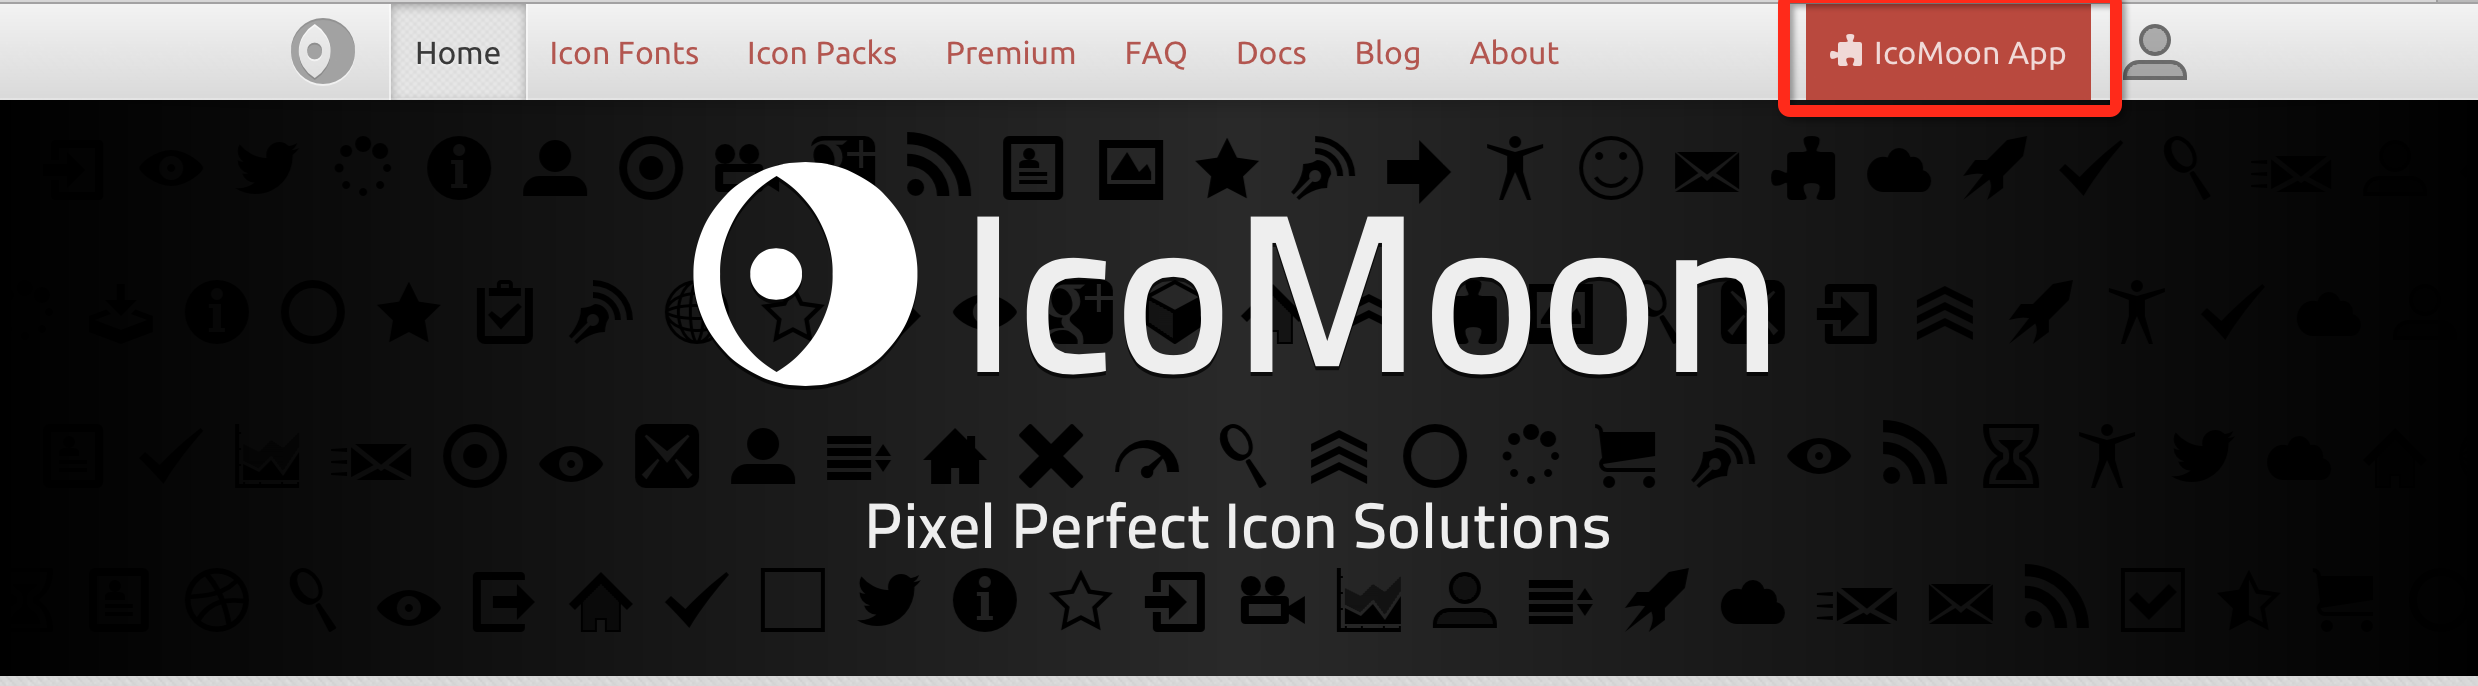 Home Icon Fonts Icon Packs Premium FAQ Docs Blog About IcoMoon App
IcoMoon
Pixel Perfect Icon Solutions